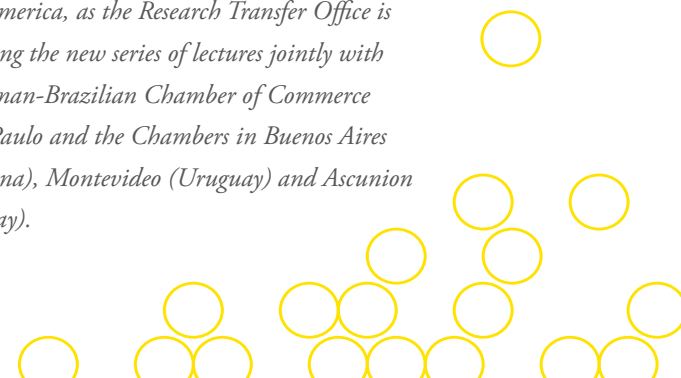 merica, as the Research Transfer Office is
ng the new series of lectures jointly with
man-Brazilian Chamber of Commerce
Paulo and the Chambers in Buenos Aires
na), Montevideo (Uruguay) and Ascunion
ay).